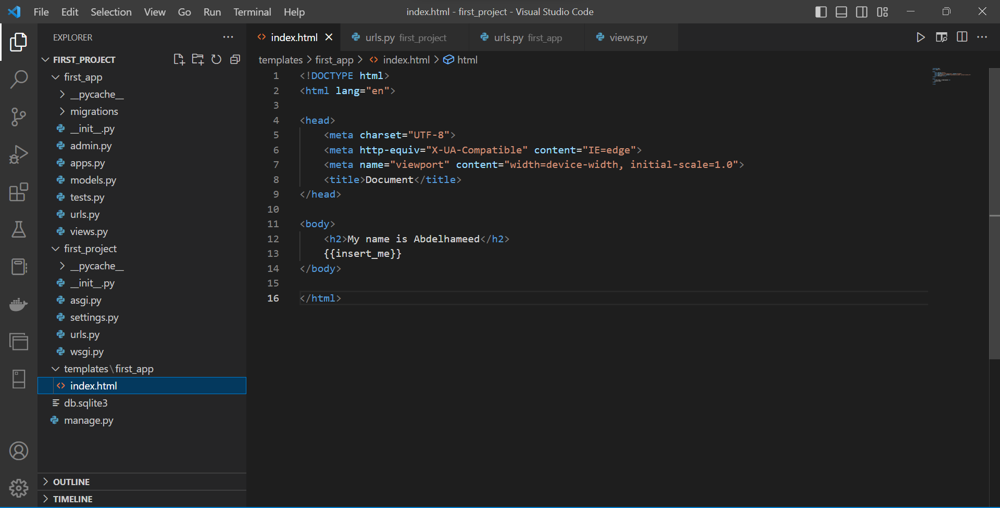 File Edit Selection View Go Run Terminal Help
index.html - first_project - Visual Studio Code
EXPLORER
FIRST_PROJECT
first_app
__pycache__
migrations
__init__.py
admin.py
apps.py
models.py
tests.py
urls.py
views.py
first_project
__pycache__
__init__.py
asgi.py
settings.py
urls.py
wsgi.py
templates\first_app
index.html
db.sqlite3
manage.py
OUTLINE
TIMELINE
index.html
urls.py first_project
urls.py first_app
views.py
templates > first_app > index.html > html
1 <!DOCTYPE html>
2 <html lang="en">
3
4 <head>
5     <meta charset="UTF-8">
6     <meta http-equiv="X-UA-Compatible" content="IE=edge">
7     <meta name="viewport" content="width=device-width, initial-scale=1.0">
8     <title>Document</title>
9 </head>
10
11 <body>
12     <h2>My name is Abdelhameed</h2>
13     {{insert_me}}
14 </body>
15
16 </html>